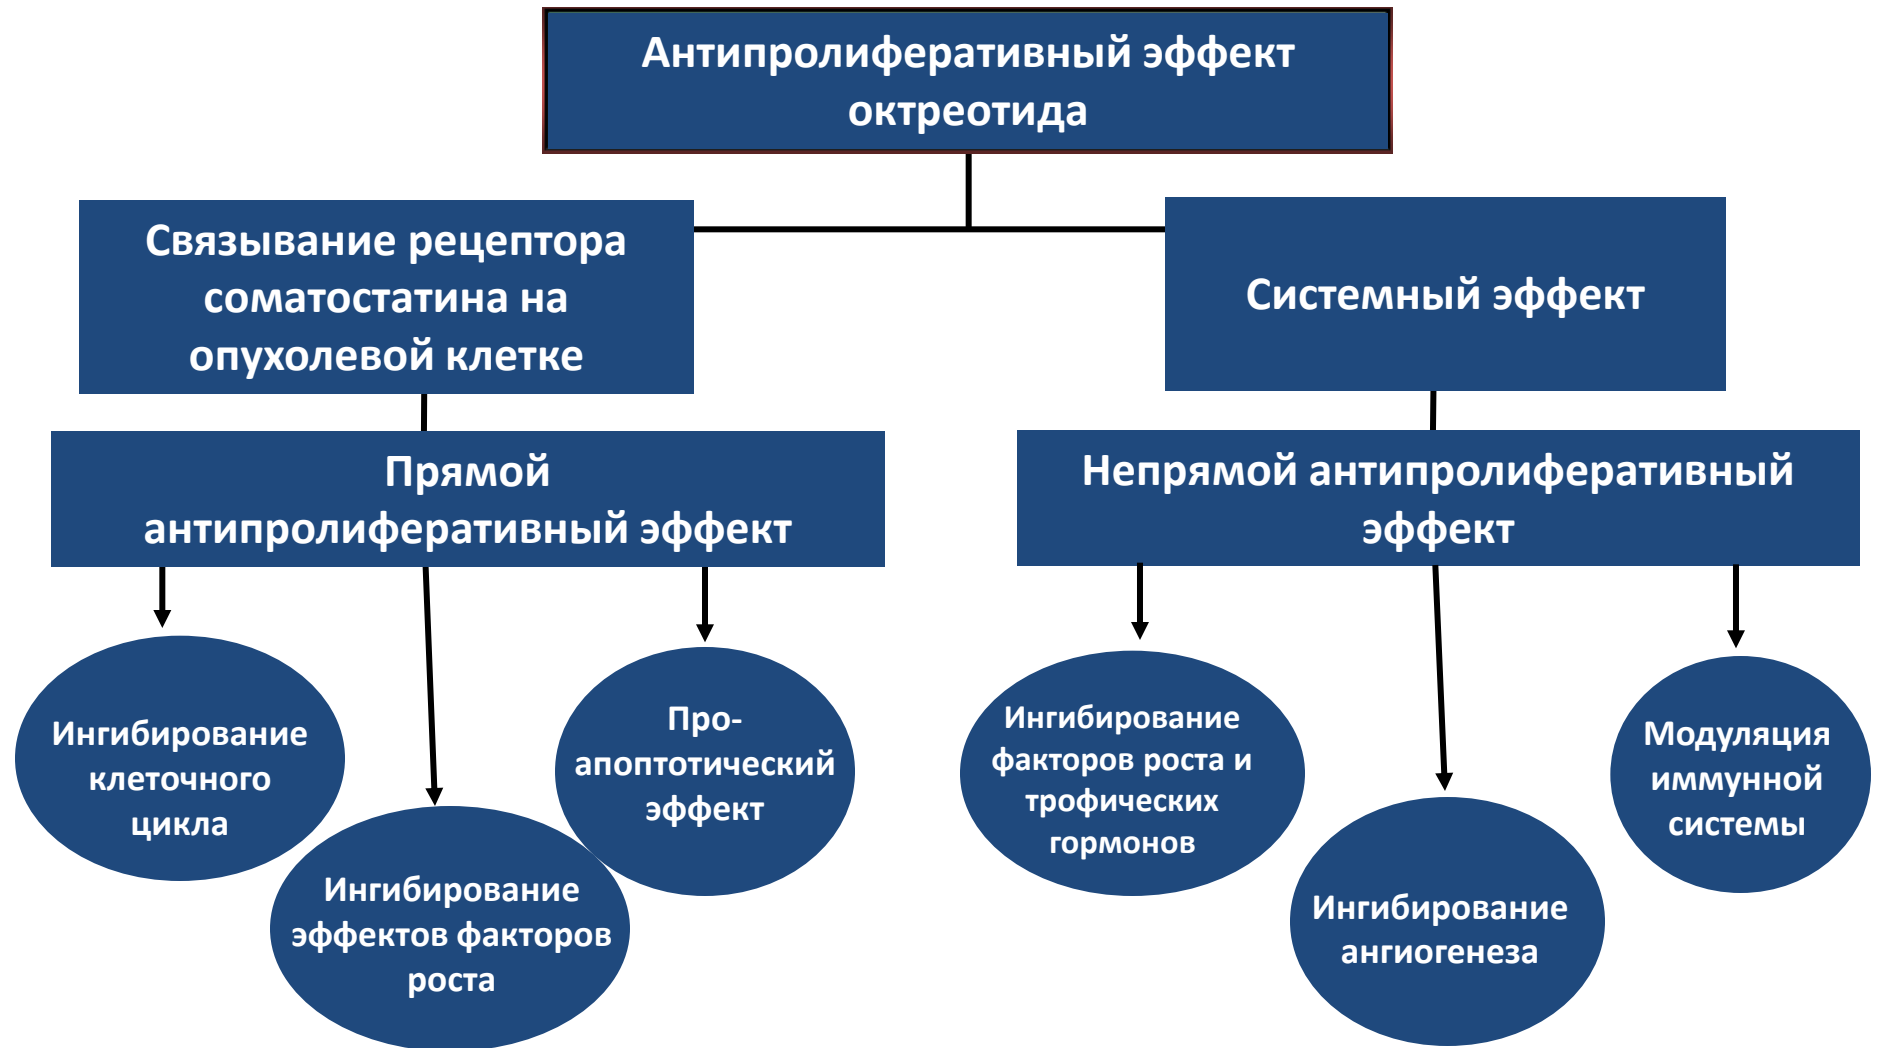 Антипролиферативный эффект
октреотида
Связывание рецептора
соматостатина на
опухолевой клетке
Системный эффект
Прямой
антипролиферативный эффект
Непрямой антипролиферативный
эффект
Ингибирование
клеточного
цикла
Ингибирование
эффектов факторов
роста
Про-
апоптотический
эффект
Ингибирование
факторов роста и
трофических
гормонов
Ингибирование
ангиогенеза
Модуляция
иммунной
системы